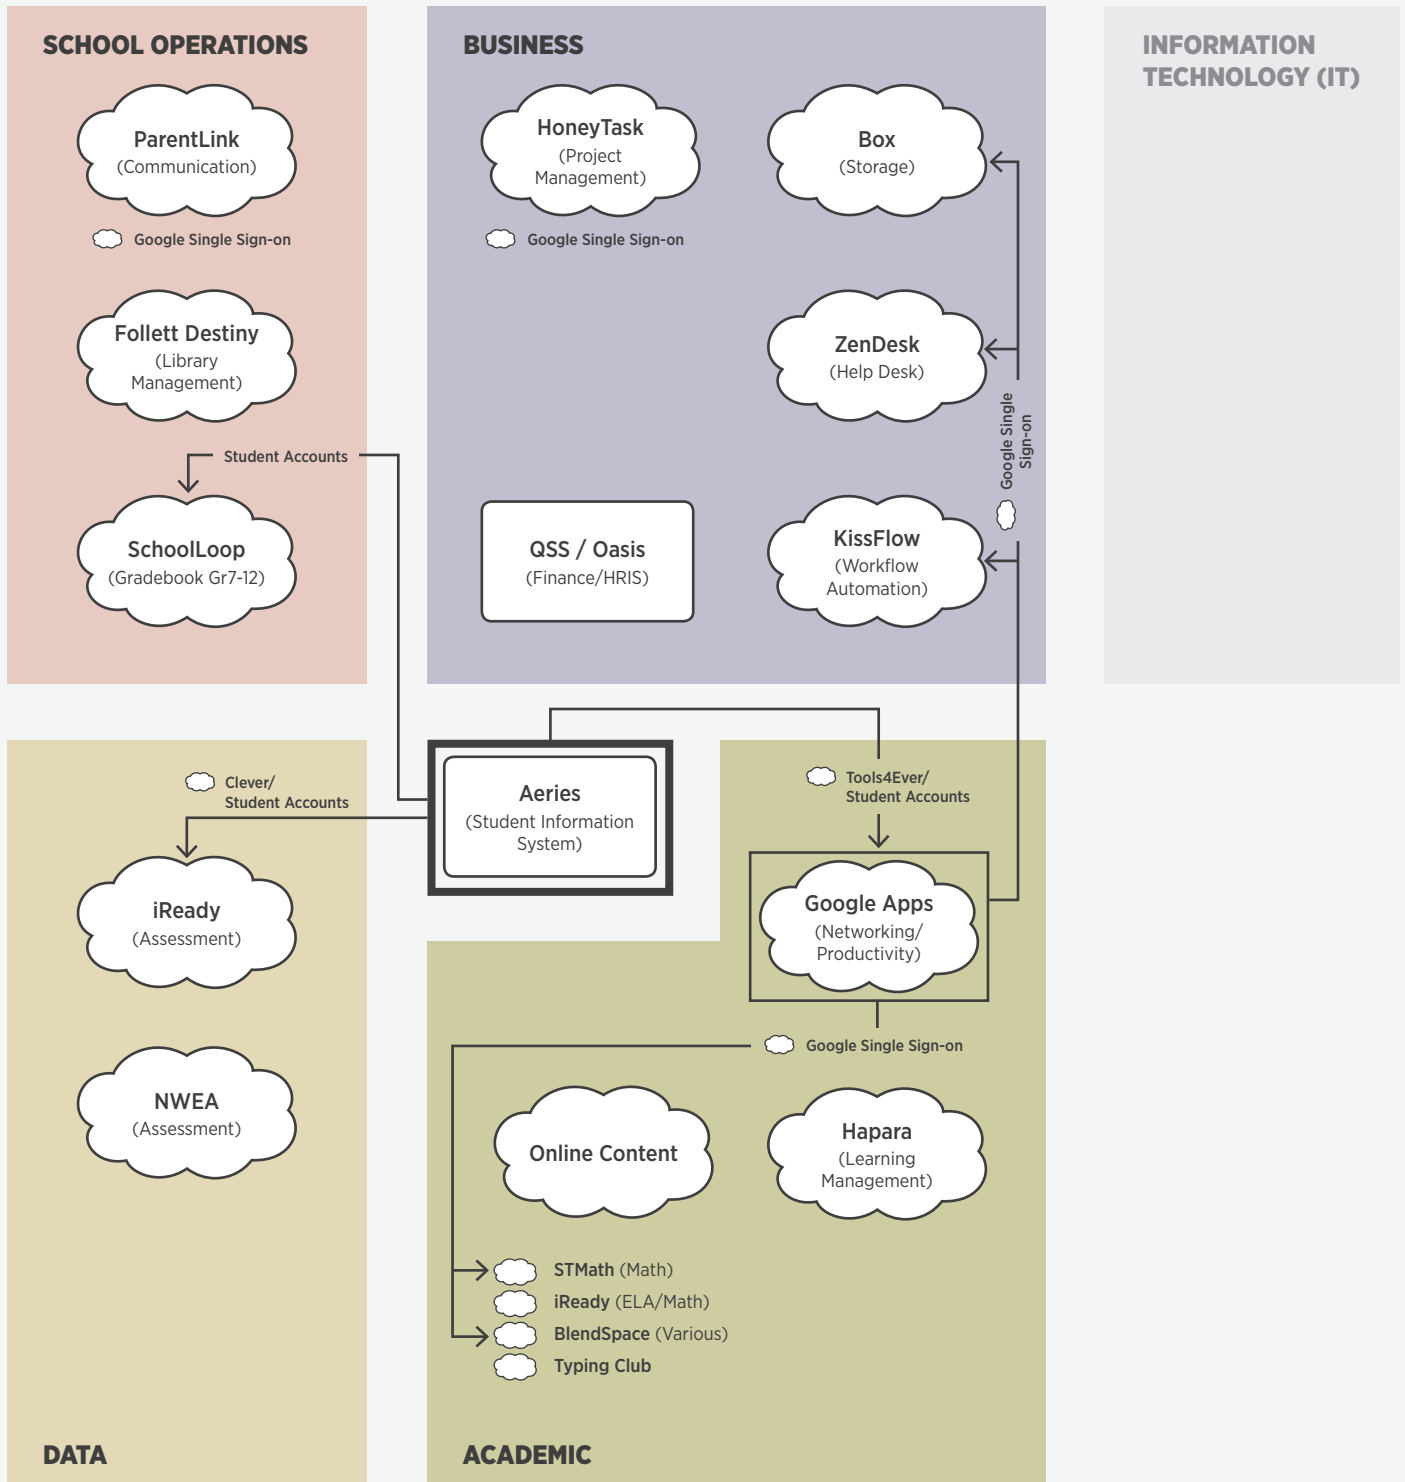 SCHOOL OPERATIONS
ParentLink
(Communication)
Google Single Sign-on
Follett Destiny
(Library
Management)
Student Accounts
SchoolLoop
(Gradebook Gr7-12)
BUSINESS
HoneyTask
(Project
Management)
Google Single Sign-on
Box
(Storage)
ZenDesk
(Help Desk)
Google Single
Sign-on
QSS / Oasis
(Finance/HRIS)
KissFlow
(Workflow
Automation)
INFORMATION
TECHNOLOGY (IT)
Clever/
Student Accounts
iReady
(Assessment)
NWEA
(Assessment)
DATA
Aeries
(Student Information
System)
Tools4Ever/
Student Accounts
Google Apps
(Networking/
Productivity)
Google Single Sign-on
Online Content
Hapara
(Learning
Management)
STMath (Math)
iReady (ELA/Math)
BlendSpace (Various)
Typing Club
ACADEMIC